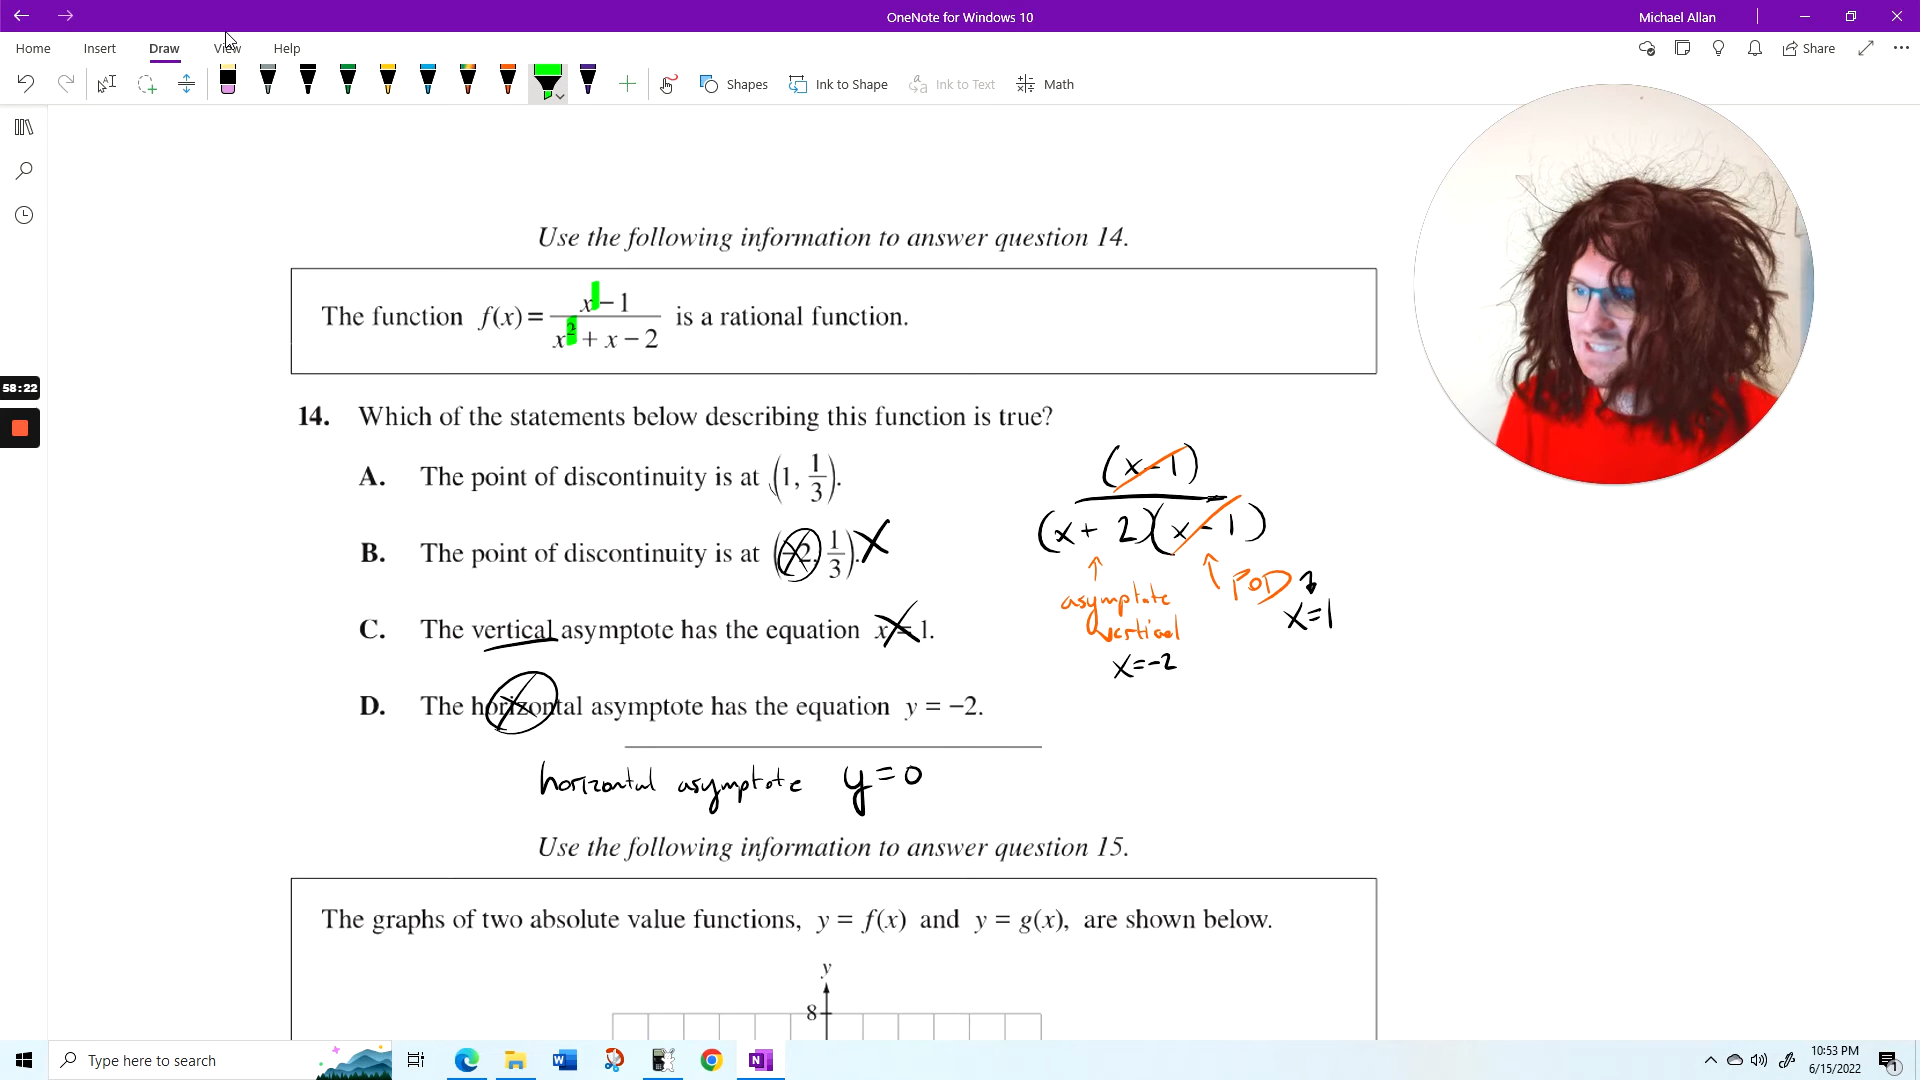 OneNote for Windows 10
Michael Allan
Home Insert Draw View Help
Share
Shapes Ink to Shape Ink to Text Math
58:22
Use the following information to answer question 14.
The function f(x) = (x − 1)/(x² + x − 2) is a rational function.
14. Which of the statements below describing this function is true?
A. The point of discontinuity is at (1, 1/3).
B. The point of discontinuity is at (−2, 1/3). X
C. The vertical asymptote has the equation x = 1.
D. The horizontal asymptote has the equation y = −2.
(x − 1)
(x + 2)(x − 1)
asymptote
vertical
x = −2
POD
x = 1
horizontal asymptote y = 0
Use the following information to answer question 15.
The graphs of two absolute value functions, y = f(x) and y = g(x), are shown below.
y
8
Type here to search
10:53 PM
6/15/2022
1